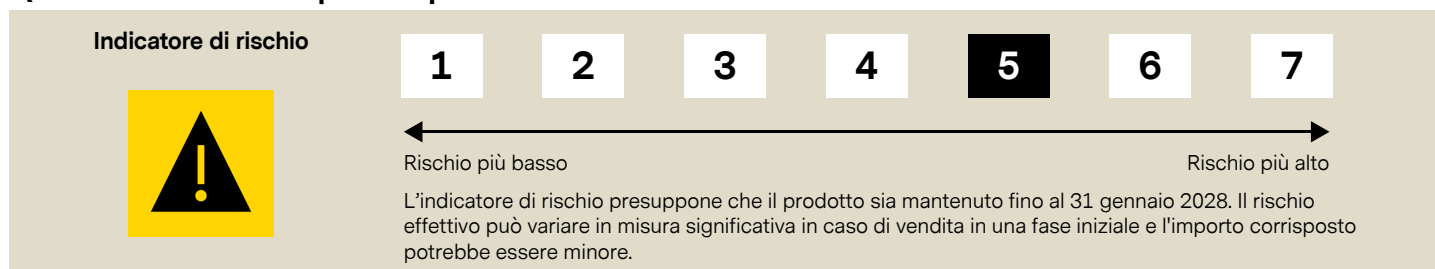 Indicatore di rischio
1 2 3 4 5 6 7
Rischio più basso Rischio più alto
L'indicatore di rischio presuppone che il prodotto sia mantenuto fino al 31 gennaio 2028. Il rischio
effettivo può variare in misura significativa in caso di vendita in una fase iniziale e l'importo corrisposto
potrebbe essere minore.